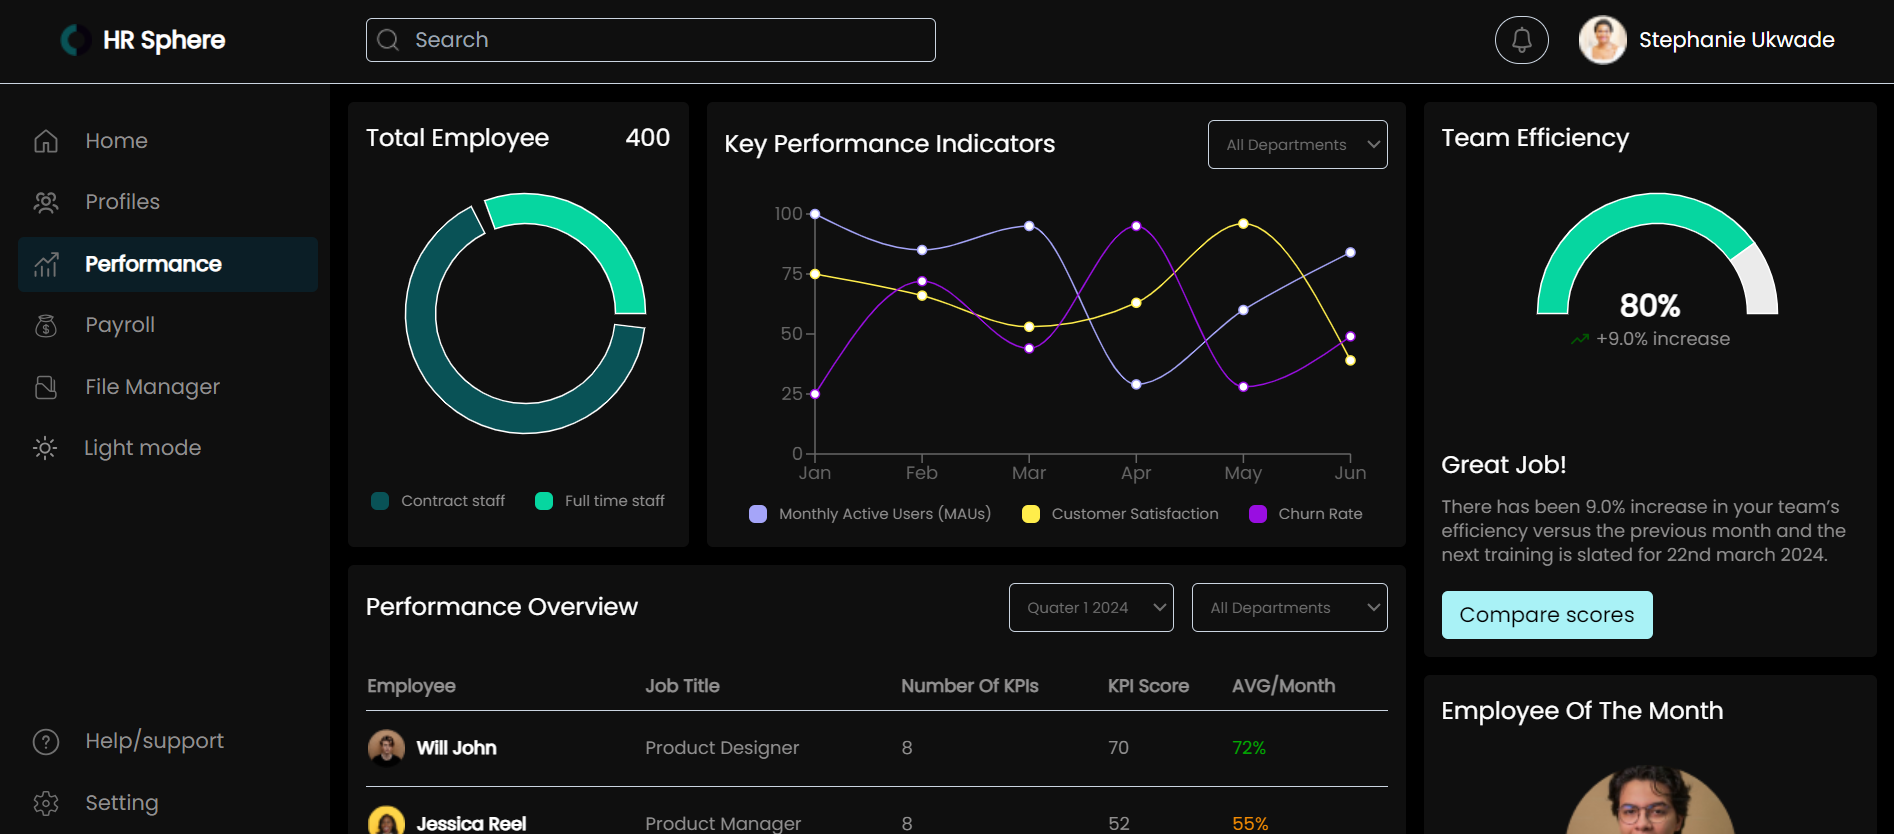 HR Sphere
Search
Stephanie Ukwade
Home
Profiles
Performance
Payroll
File Manager
Light mode
Help/support
Setting
Total Employee 400
Contract staff Full time staff
Key Performance Indicators
All Departments
100
75
50
25
0
Jan Feb Mar Apr May Jun
Monthly Active Users (MAUs) Customer Satisfaction Churn Rate
Team Efficiency
80%
+9.0% increase
Great Job!
There has been 9.0% increase in your team's
efficiency versus the previous month and the
next training is slated for 22nd march 2024.
Compare scores
Performance Overview
Quater 1 2024
All Departments
Employee Job Title Number Of KPIs KPI Score AVG/Month
Will John Product Designer 8 70 72%
Jessica Reel Product Manager 8 52 55%
Employee Of The Month